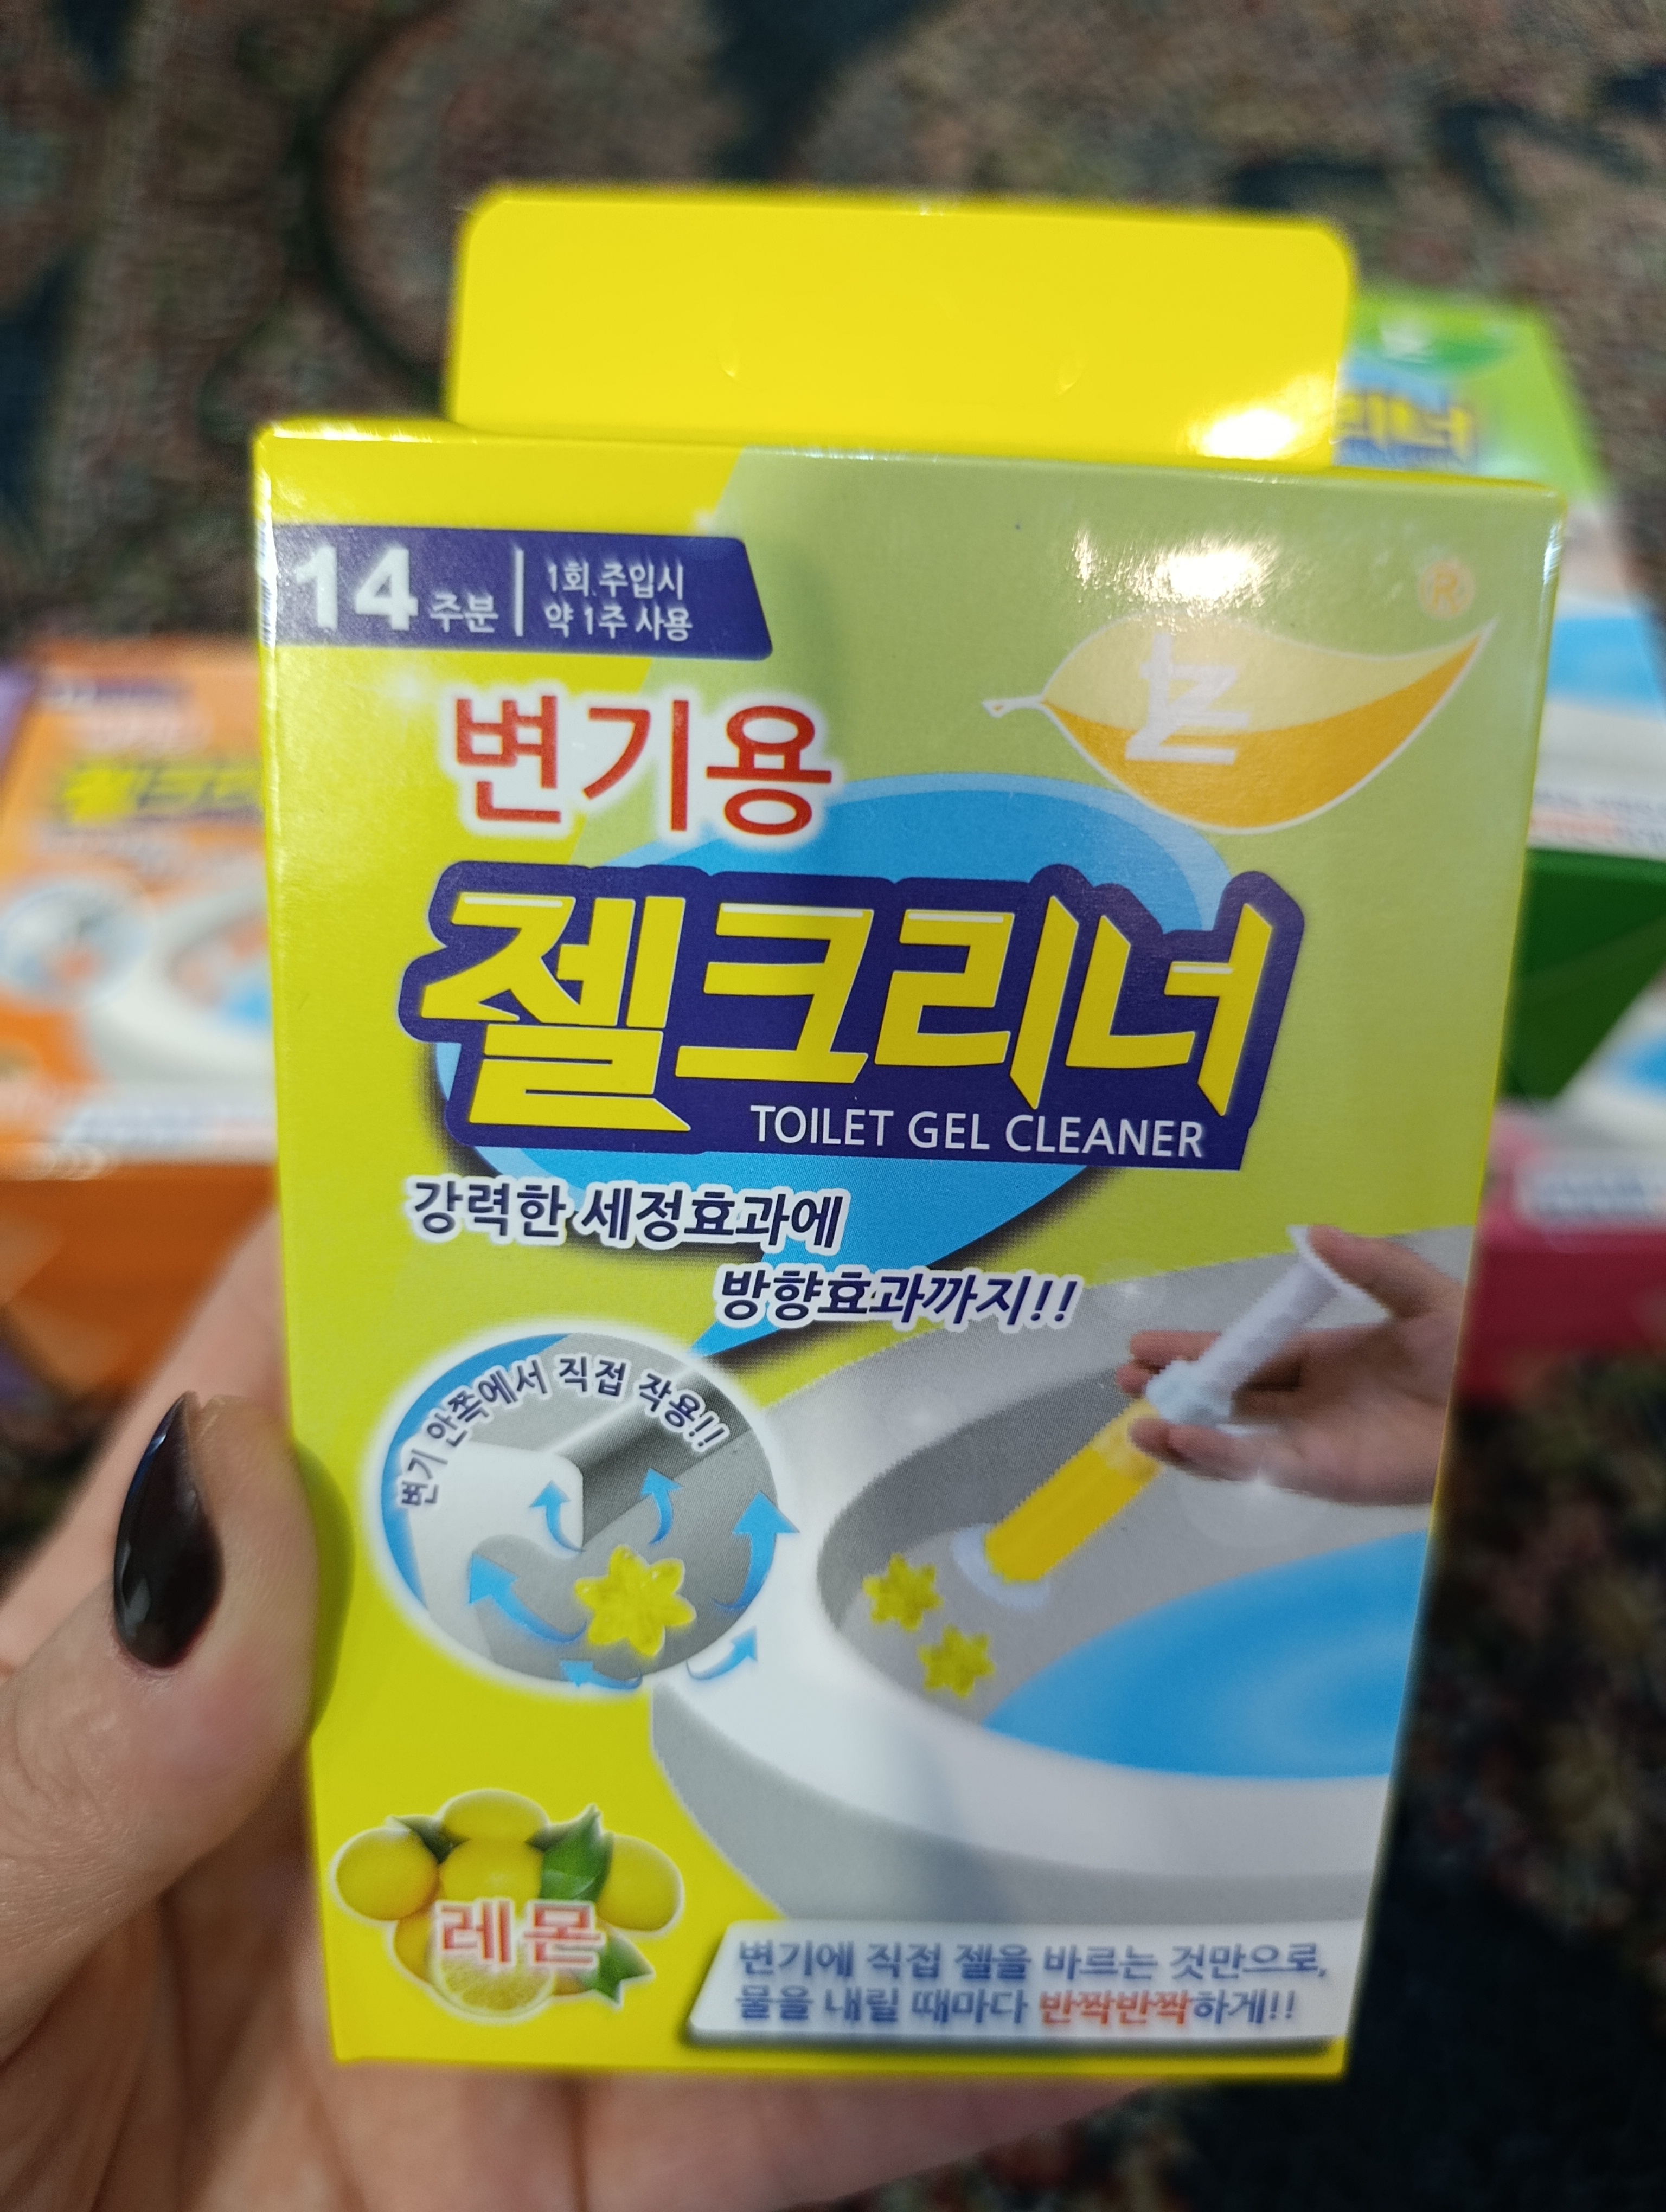 14 주분
1회 주입시
약 1주 사용
®
변기용
젤크리너
TOILET GEL CLEANER
강력한 세정효과에
방향효과까지!!
변기 안쪽에서 직접 작용!!
레몬
변기에 직접 젤을 바르는 것만으로,
물을 내릴 때마다 반짝반짝하게!!
리너